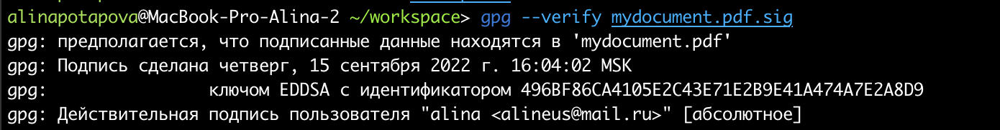 alinapotapova@MacBook-Pro-Alina-2 ~/workspace> gpg --verify mydocument.pdf.sig
gpg: предполагается, что подписанные данные находятся в 'mydocument.pdf'
gpg: Подпись сделана четверг, 15 сентября 2022 г. 16:04:02 MSK
gpg:                ключом EDDSA с идентификатором 496BF86CA4105E2C43E71E2B9E41A474A7E2A8D9
gpg: Действительная подпись пользователя "alina <alineus@mail.ru>" [абсолютное]